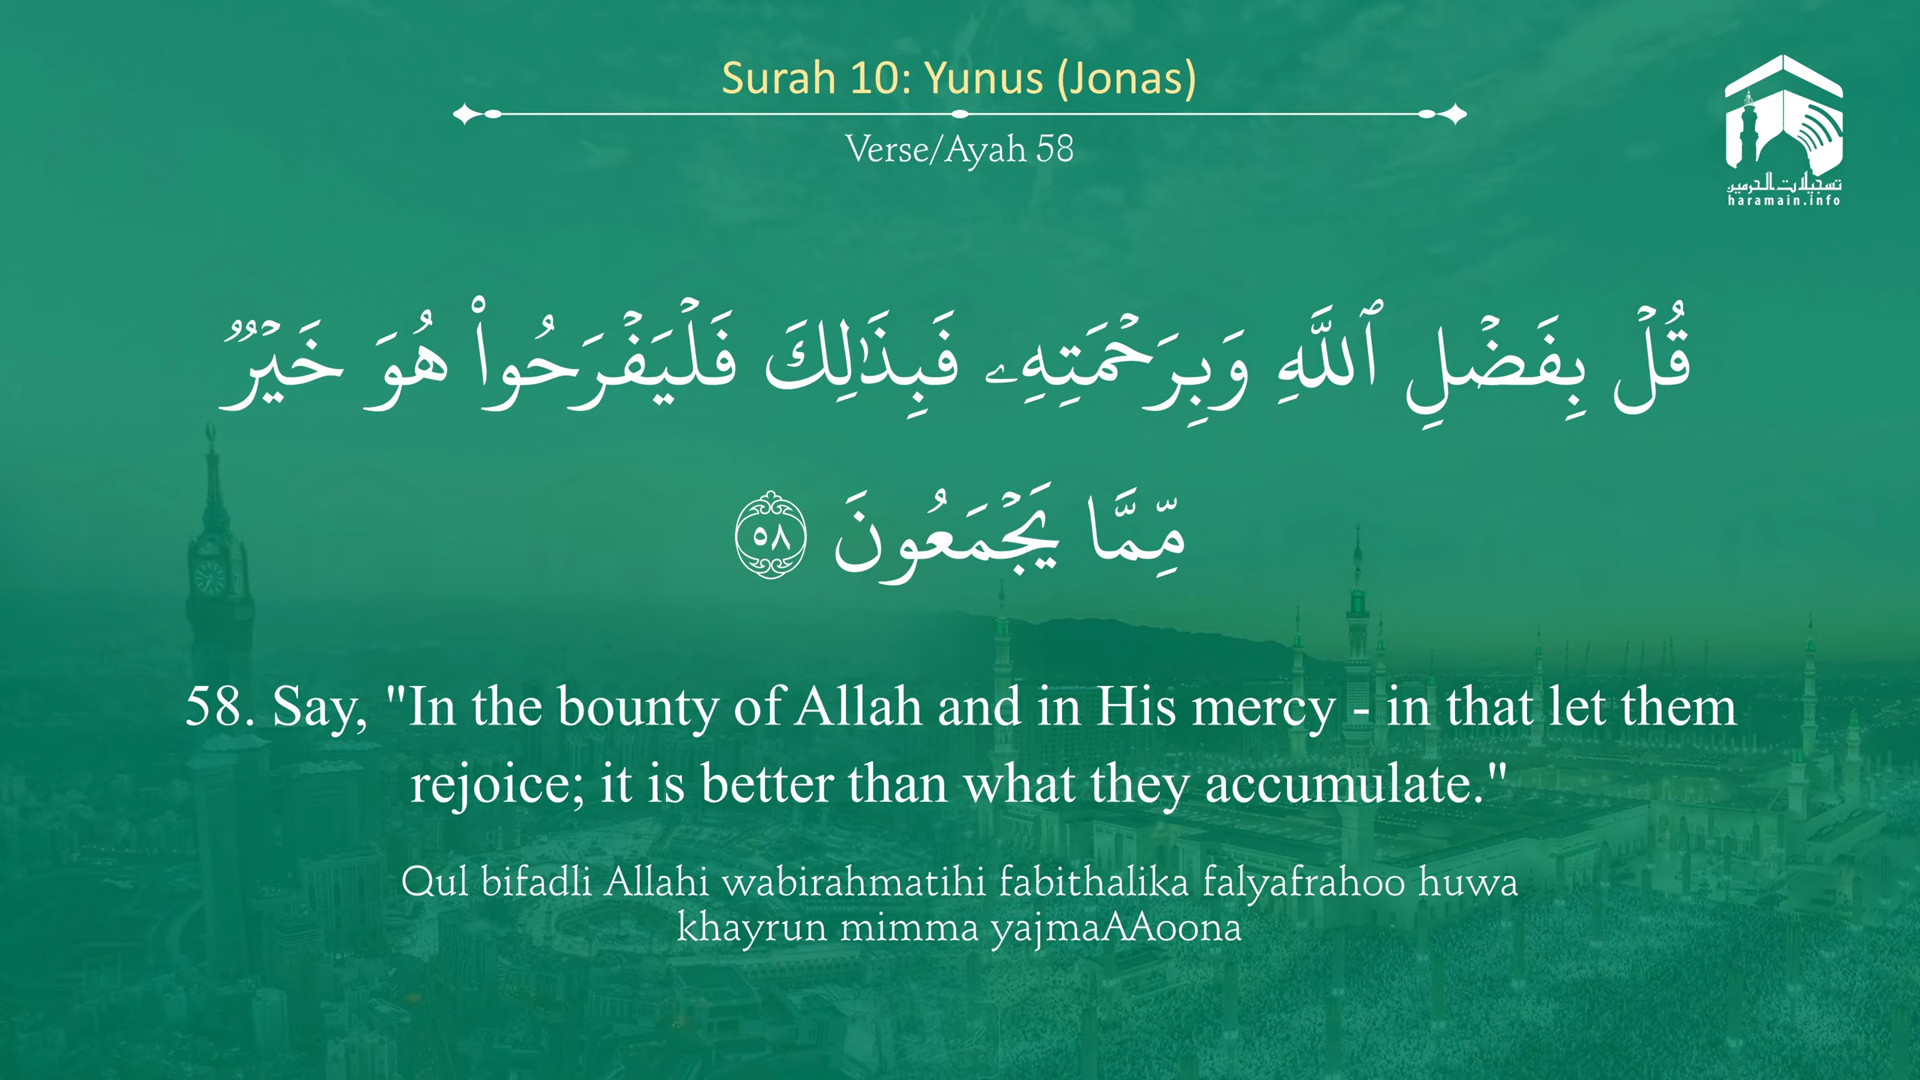 Surah 10: Yunus (Jonas)
Verse/Ayah 58
تسجيلات الحرمين
haramain.info
قُلْ بِفَضْلِ ٱللَّهِ وَبِرَحْمَتِهِۦ فَبِذَٰلِكَ فَلْيَفْرَحُوا۟ هُوَ خَيْرٌۭ
مِّمَّا يَجْمَعُونَ ٥٨
58. Say, "In the bounty of Allah and in His mercy - in that let them
rejoice; it is better than what they accumulate."
Qul bifadli Allahi wabirahmatihi fabithalika falyafrahoo huwa
khayrun mimma yajmaAAoona